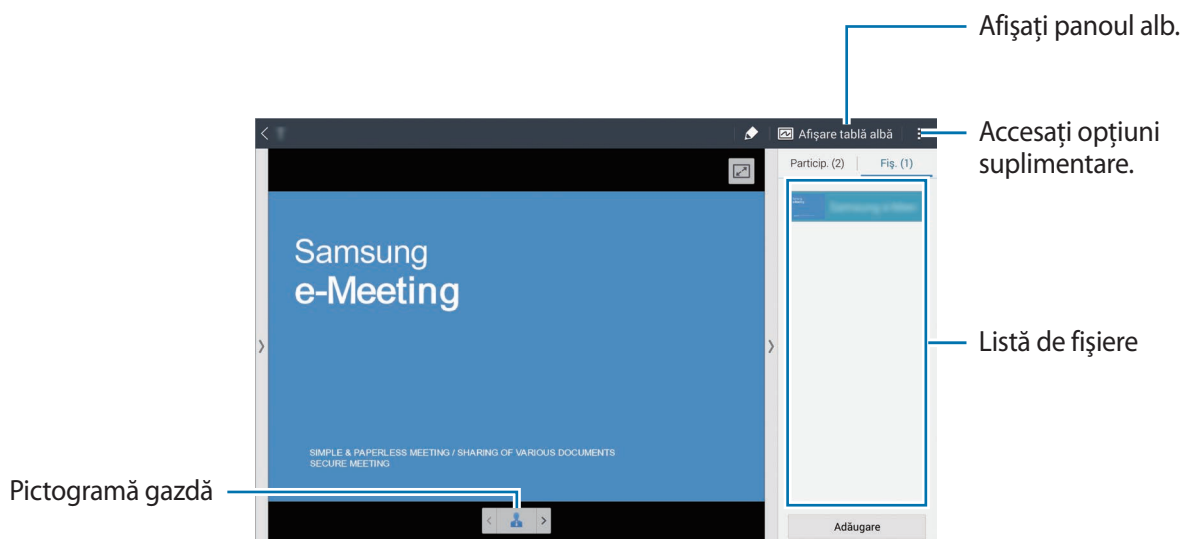 Afişaţi panoul alb.
Afişare tablă albă
Accesaţi opţiuni
suplimentare.
Particip. (2)
Fiş. (1)
Samsung
e-Meeting
Listă de fişiere
SIMPLE & PAPERLESS MEETING / SHARING OF VARIOUS DOCUMENTS
SECURE MEETING
Pictogramă gazdă
Adăugare